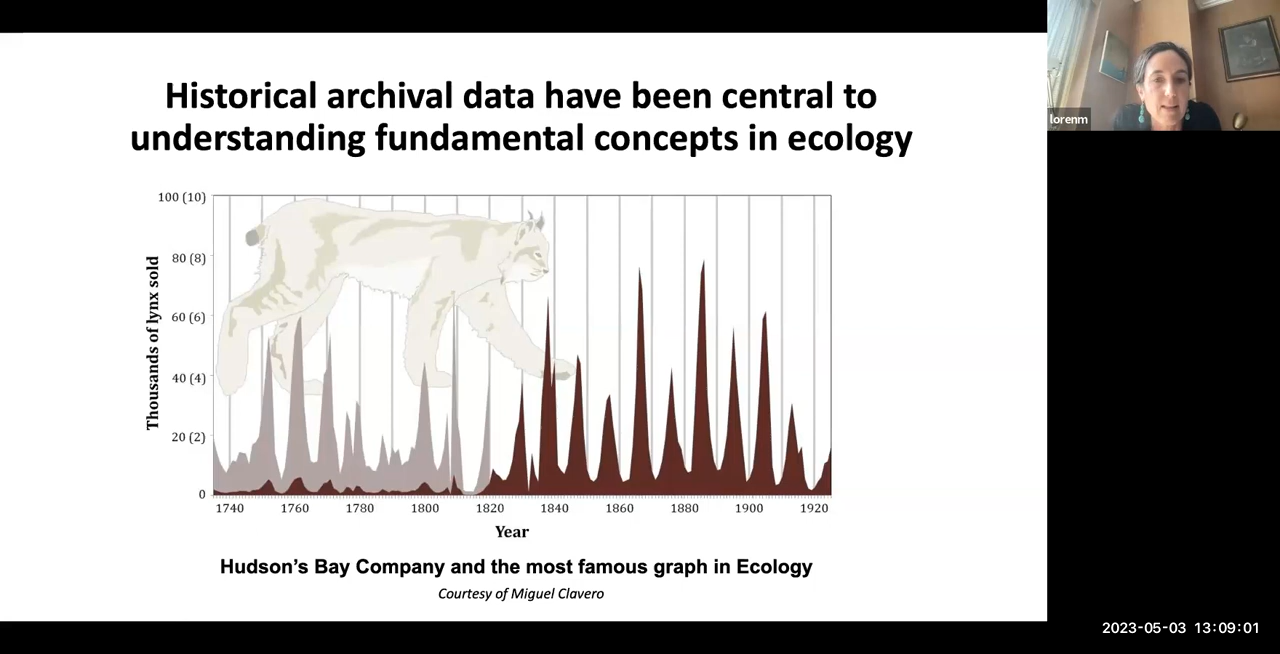 Historical archival data have been central to
understanding fundamental concepts in ecology
lorenm
100 (10)
80 (8)
60 (6)
40 (4)
20 (2)
0
Thousands of lynx sold
1740 1760 1780 1800 1820 1840 1860 1880 1900 1920
Year
Hudson's Bay Company and the most famous graph in Ecology
Courtesy of Miguel Clavero
2023-05-03 13:09:01